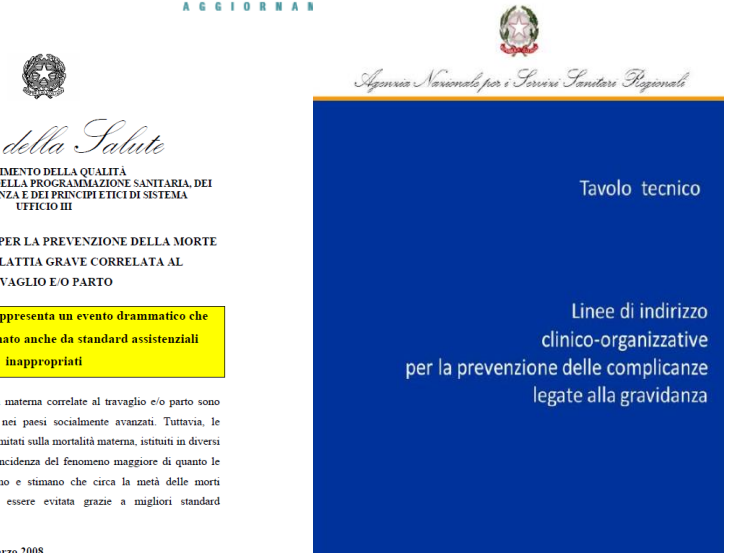 AGGIORNAN
della Salute
IMENTO DELLA QUALITÀ
ELLA PROGRAMMAZIONE SANITARIA, DEI
NZA E DEI PRINCIPI ETICI DI SISTEMA
UFFICIO III
PER LA PREVENZIONE DELLA MORTE
LATTIA GRAVE CORRELATA AL
VAGLIO E/O PARTO
ppresenta un evento drammatico che
nato anche da standard assistenziali
inappropriati
materna correlate al travaglio e/o parto sono
nei paesi socialmente avanzati. Tuttavia, le
mitati sulla mortalità materna, istituiti in diversi
ncidenza del fenomeno maggiore di quanto le
no e stimano che circa la metà delle morti
essere evitata grazie a migliori standard
arzo 2008
Agenzia Nazionale per i Servizi Sanitari Regionali
Tavolo tecnico
Linee di indirizzo
clinico-organizzative
per la prevenzione delle complicanze
legate alla gravidanza